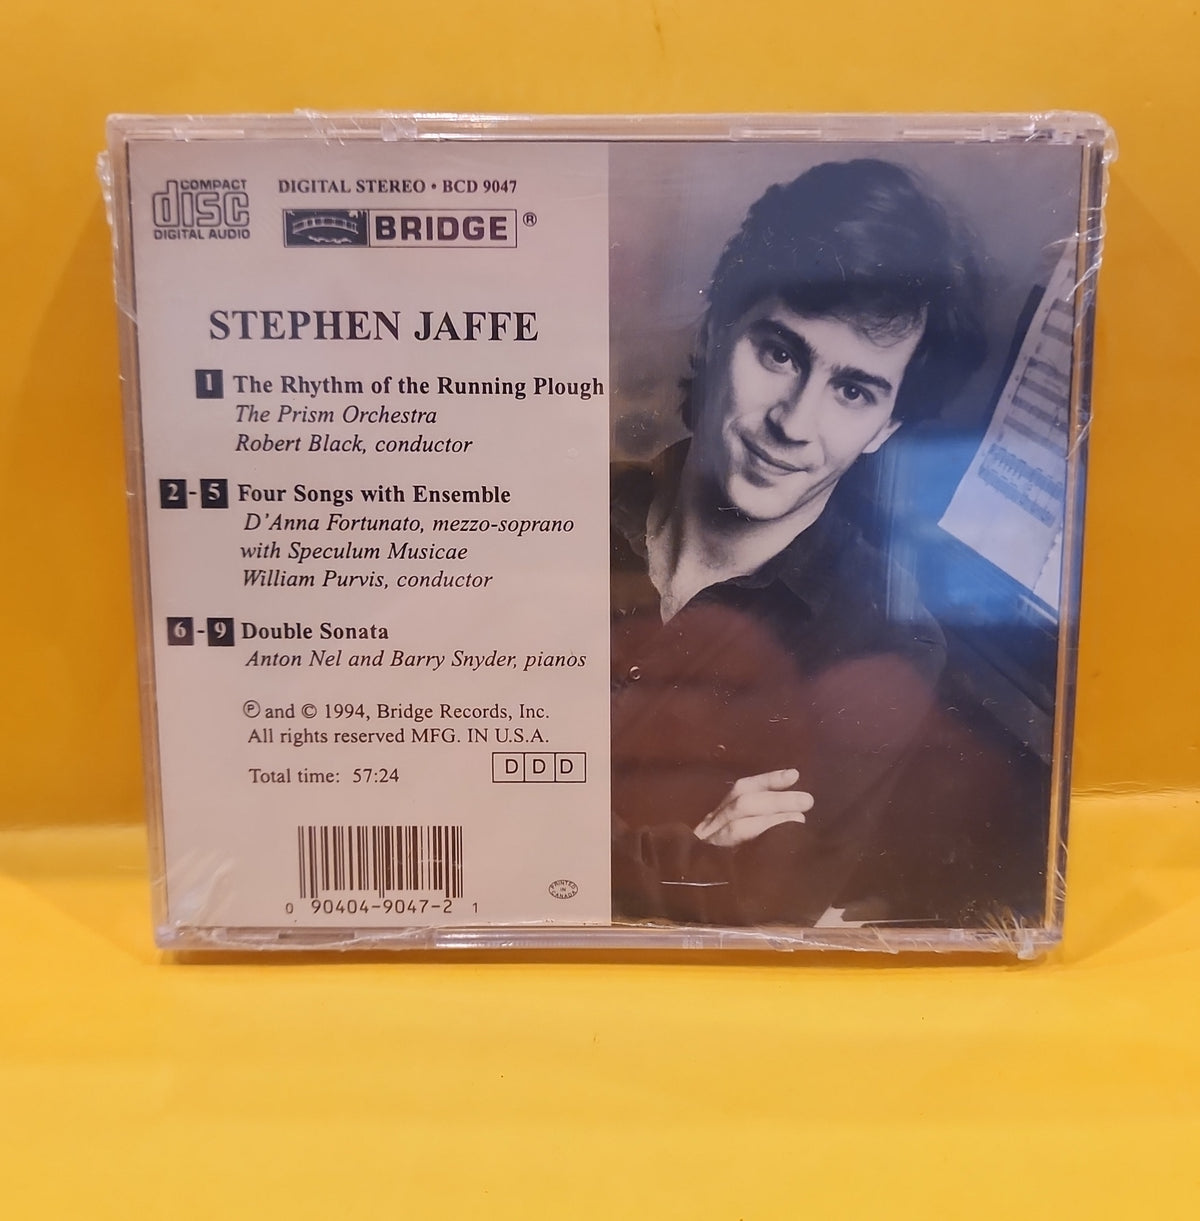 COMPACT
disc
DIGITAL AUDIO
DIGITAL STEREO • BCD 9047
BRIDGE ®
STEPHEN JAFFE
1 The Rhythm of the Running Plough
The Prism Orchestra
Robert Black, conductor
2-5 Four Songs with Ensemble
D'Anna Fortunato, mezzo-soprano
with Speculum Musicae
William Purvis, conductor
6-9 Double Sonata
Anton Nel and Barry Snyder, pianos
℗ and © 1994, Bridge Records, Inc.
All rights reserved MFG. IN U.S.A.
Total time: 57:24
D D D
0 90404-9047-2 1
PRINTED IN CANADA